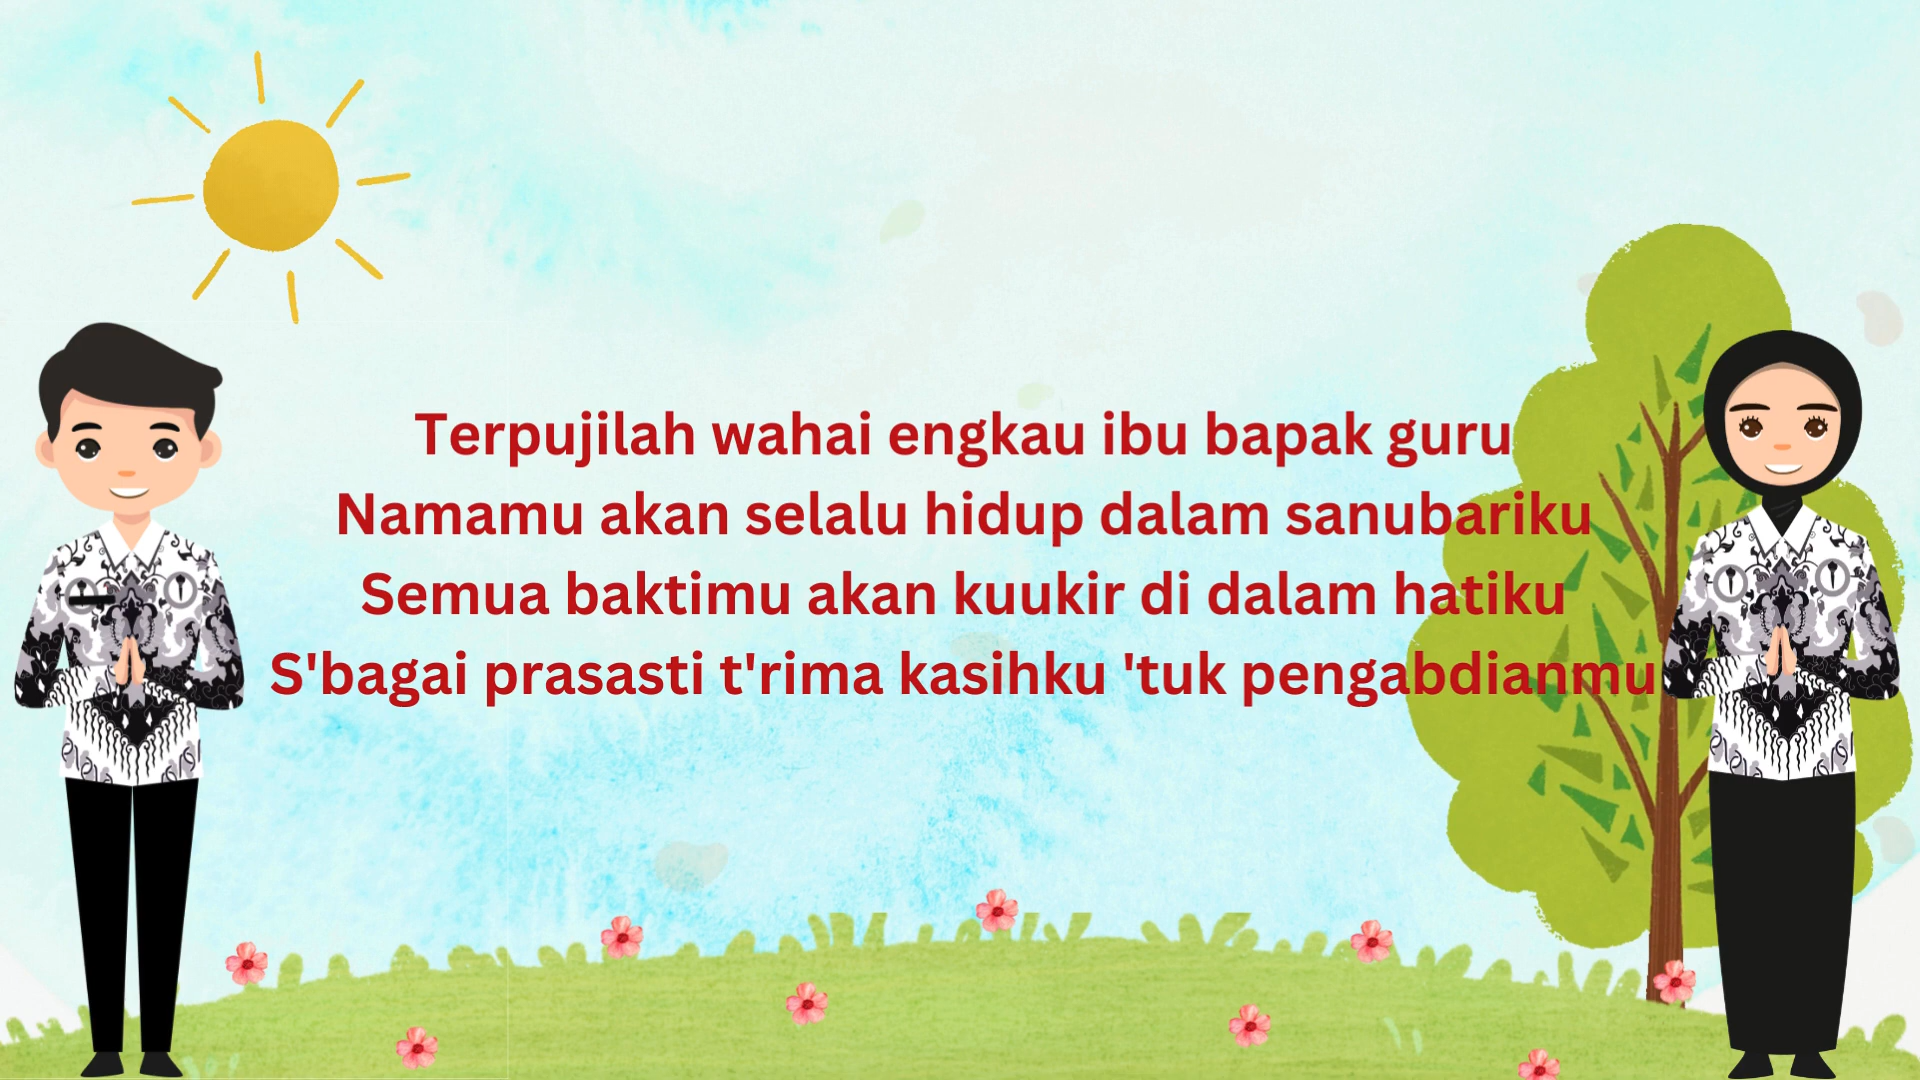 Terpujilah wahai engkau ibu bapak guru
Namamu akan selalu hidup dalam sanubariku
Semua baktimu akan kuukir di dalam hatiku
S'bagai prasasti t'rima kasihku 'tuk pengabdianmu